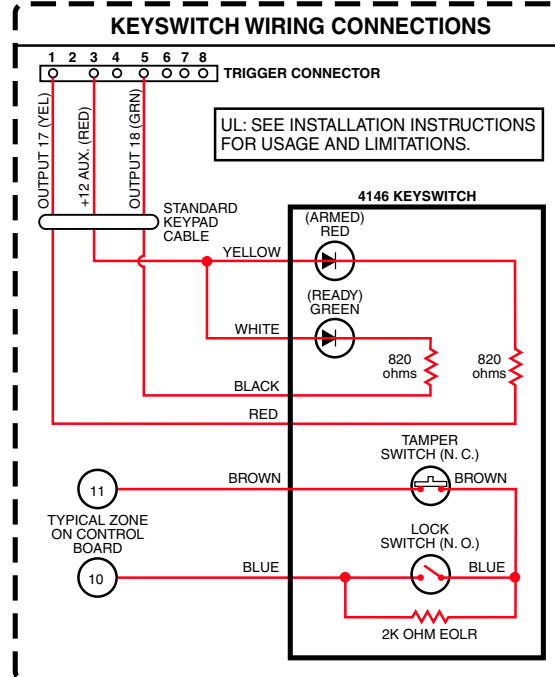 KEYSWITCH WIRING CONNECTIONS
1 2 3 4 5 6 7 8
TRIGGER CONNECTOR
OUTPUT 17 (YEL)
+12 AUX. (RED)
OUTPUT 18 (GRN)
UL: SEE INSTALLATION INSTRUCTIONS
FOR USAGE AND LIMITATIONS.
STANDARD
KEYPAD
CABLE
4146 KEYSWITCH
(ARMED)
RED
YELLOW
(READY)
GREEN
WHITE
820
ohms
820
ohms
BLACK
RED
TAMPER
SWITCH (N. C.)
BROWN
BROWN
11
TYPICAL ZONE
ON CONTROL
BOARD
10
LOCK
SWITCH (N. O.)
BLUE
BLUE
2K OHM EOLR